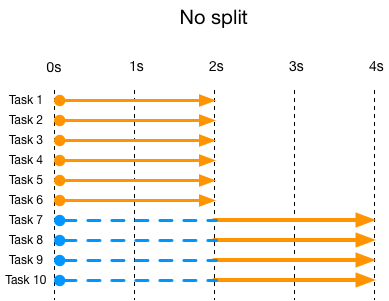 No split
0s 1s 2s 3s 4s
Task 1
Task 2
Task 3
Task 4
Task 5
Task 6
Task 7
Task 8
Task 9
Task 10